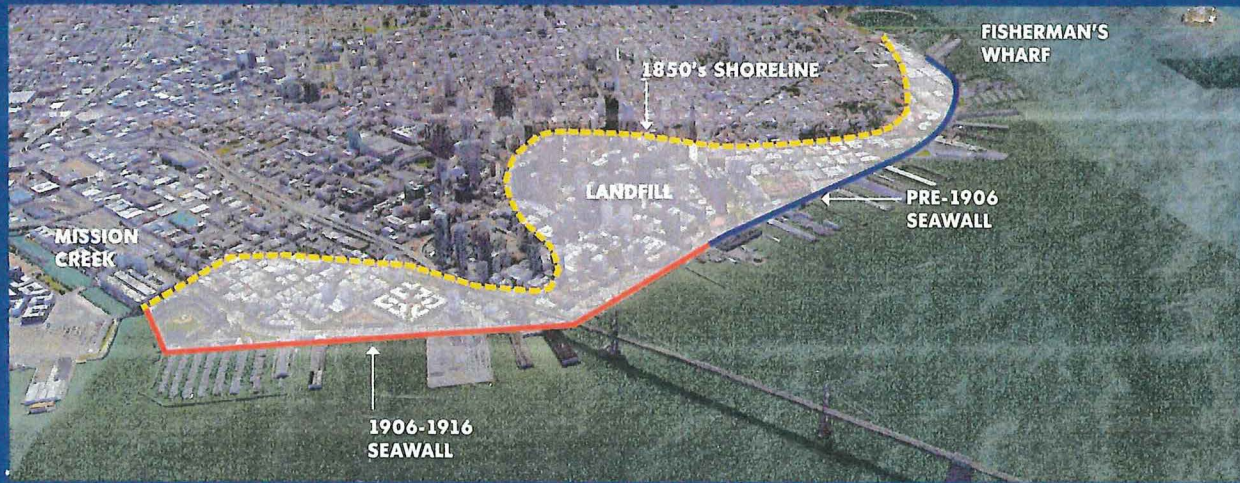 FISHERMAN'S
WHARF
1850's SHORELINE
LANDFILL
PRE-1906
SEAWALL
MISSION
CREEK
1906-1916
SEAWALL